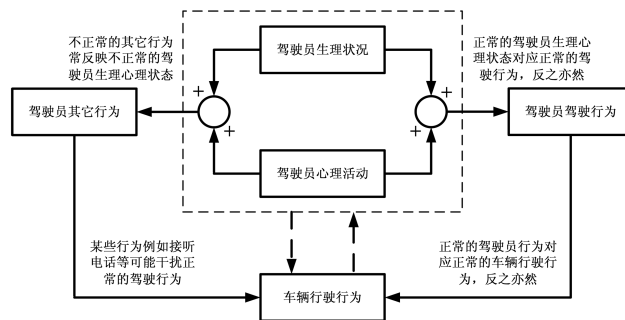 不正常的其它行为
常反映不正常的驾
驶员生理心理状态
驾驶员生理状况
正常的驾驶员生理心
理状态对应正常的驾
驶行为，反之亦然
+
+
+
+
驾驶员其它行为
驾驶员驾驶行为
驾驶员心理活动
某些行为例如接听
电话等可能干扰正
常的驾驶行为
正常的驾驶员行为对
应正常的车辆行驶行
为，反之亦然
车辆行驶行为